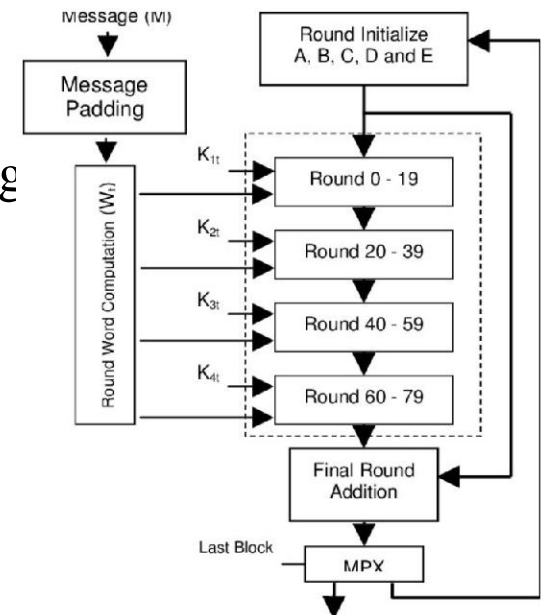 Message (M)
Message
Padding
g
Round Word Computation (Wₜ)
Round Initialize
A, B, C, D and E
K₁ₜ
Round 0 - 19
K₂ₜ
Round 20 - 39
K₃ₜ
Round 40 - 59
K₄ₜ
Round 60 - 79
Final Round
Addition
Last Block
MPX